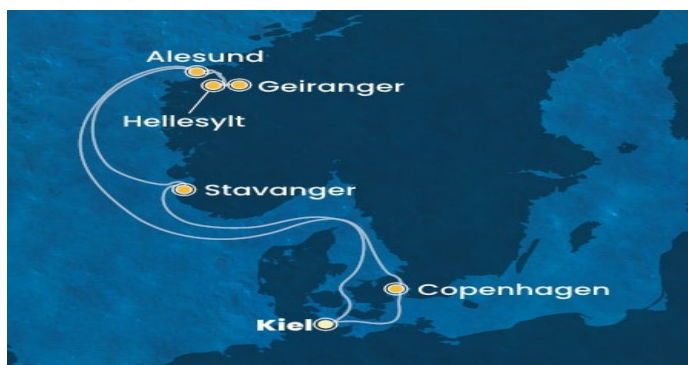 Alesund
Geiranger
Hellesylt
Stavanger
Copenhagen
Kiel